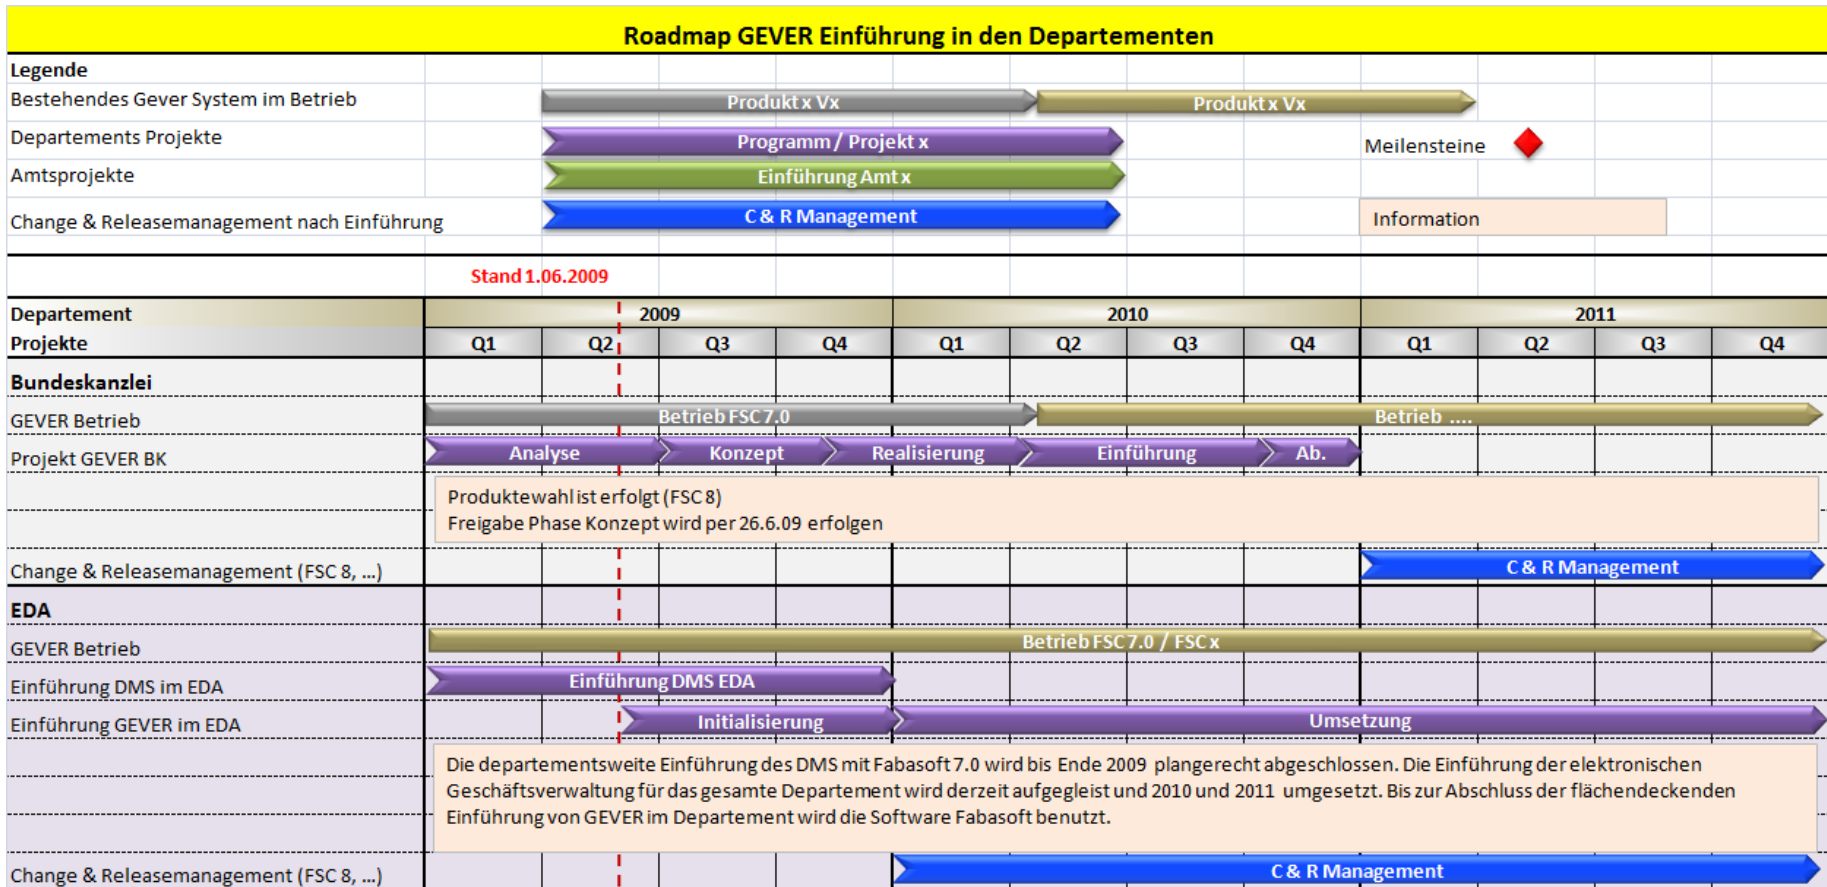 Roadmap GEVER Einführung in den Departementen
Legende
Bestehendes Gever System im Betrieb
Produkt x Vx
Produkt x Vx
Departements Projekte
Programm / Projekt x
Meilensteine
Amtsprojekte
Einführung Amt x
Change & Releasemanagement nach Einführung
C & R Management
Information
Stand 1.06.2009
Departement
2009
2010
2011
Projekte
Q1 Q2 Q3 Q4 Q1 Q2 Q3 Q4 Q1 Q2 Q3 Q4
Bundeskanzlei
GEVER Betrieb
Betrieb FSC 7.0
Betrieb ....
Projekt GEVER BK
Analyse
Konzept
Realisierung
Einführung
Ab.
Produktewahl ist erfolgt (FSC 8)
Freigabe Phase Konzept wird per 26.6.09 erfolgen
Change & Releasemanagement (FSC 8, ...)
C & R Management
EDA
GEVER Betrieb
Betrieb FSC 7.0 / FSC x
Einführung DMS im EDA
Einführung DMS EDA
Einführung GEVER im EDA
Initialisierung
Umsetzung
Die departementsweite Einführung des DMS mit Fabasoft 7.0 wird bis Ende 2009 plangerecht abgeschlossen. Die Einführung der elektronischen
Geschäftsverwaltung für das gesamte Departement wird derzeit aufgegleist und 2010 und 2011 umgesetzt. Bis zur Abschluss der flächendeckenden
Einführung von GEVER im Departement wird die Software Fabasoft benutzt.
Change & Releasemanagement (FSC 8, ...)
C & R Management